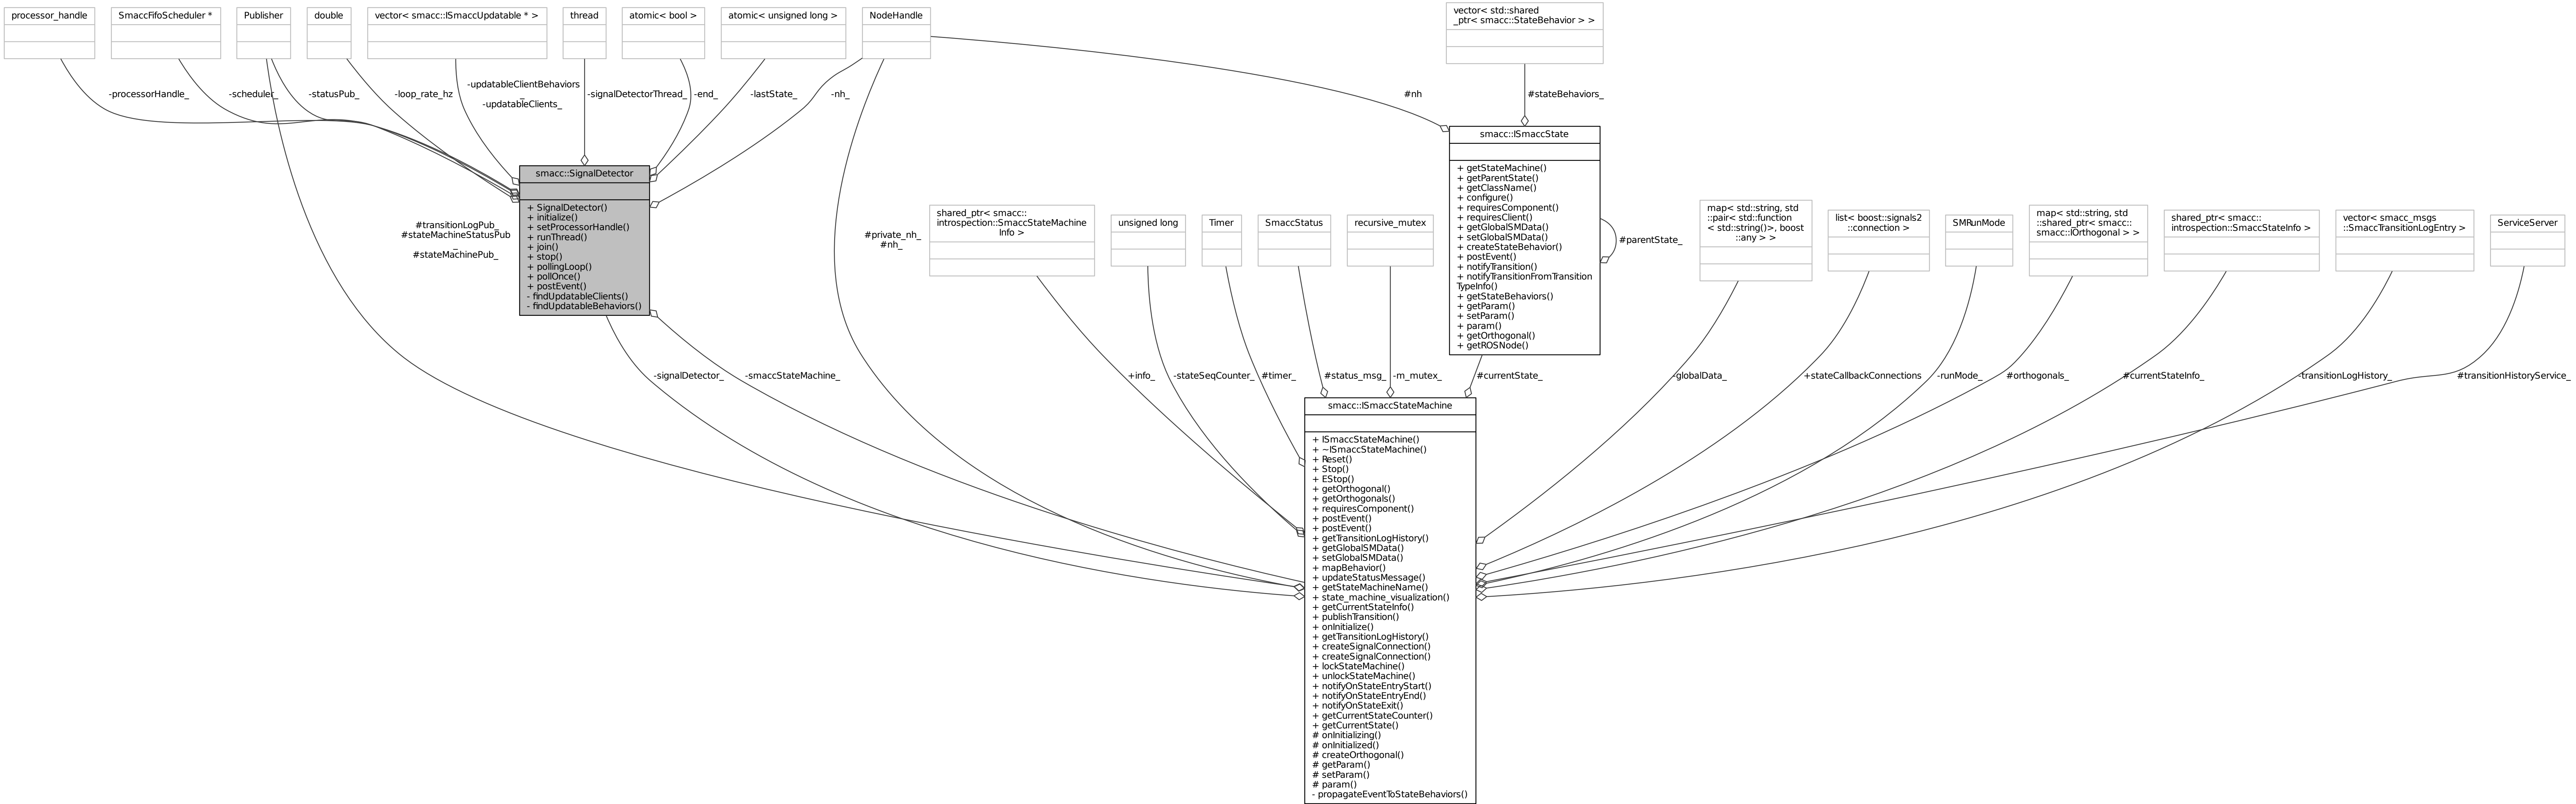 processor_handle
SmaccFifoScheduler *
Publisher
double
vector< smacc::ISmaccUpdatable * >
thread
atomic< bool >
atomic< unsigned long >
NodeHandle
vector< std::shared
_ptr< smacc::StateBehavior > >
-processorHandle_
-scheduler_
-statusPub_
-loop_rate_hz
-updatableClientBehaviors
_
-updatableClients_
-signalDetectorThread_
-end_
-lastState_
-nh_
#nh
#stateBehaviors_
smacc::SignalDetector
+ SignalDetector()
+ initialize()
+ setProcessorHandle()
+ runThread()
+ join()
+ stop()
+ pollingLoop()
+ pollOnce()
+ postEvent()
- findUpdatableClients()
- findUpdatableBehaviors()
smacc::ISmaccState
+ getStateMachine()
+ getParentState()
+ getClassName()
+ configure()
+ requiresComponent()
+ requiresClient()
+ getGlobalSMData()
+ setGlobalSMData()
+ createStateBehavior()
+ postEvent()
+ notifyTransition()
+ notifyTransitionFromTransition
TypeInfo()
+ getStateBehaviors()
+ getParam()
+ setParam()
+ param()
+ getOrthogonal()
+ getROSNode()
#parentState_
#transitionLogPub_
#stateMachineStatusPub
_
#stateMachinePub_
#private_nh_
#nh_
shared_ptr< smacc::
introspection::SmaccStateMachine
Info >
unsigned long
Timer
SmaccStatus
recursive_mutex
map< std::string, std
::pair< std::function
< std::string()>, boost
::any > >
list< boost::signals2
::connection >
SMRunMode
map< std::string, std
::shared_ptr< smacc::
smacc::IOrthogonal > >
shared_ptr< smacc::
introspection::SmaccStateInfo >
vector< smacc_msgs
::SmaccTransitionLogEntry >
ServiceServer
-signalDetector_
-smaccStateMachine_
+info_
-stateSeqCounter_
#timer_
#status_msg_
-m_mutex_
#currentState_
-globalData_
+stateCallbackConnections
-runMode_
#orthogonals_
#currentStateInfo_
-transitionLogHistory_
#transitionHistoryService_
smacc::ISmaccStateMachine
+ ISmaccStateMachine()
+ ~ISmaccStateMachine()
+ Reset()
+ Stop()
+ EStop()
+ getOrthogonal()
+ getOrthogonals()
+ requiresComponent()
+ postEvent()
+ postEvent()
+ getTransitionLogHistory()
+ getGlobalSMData()
+ setGlobalSMData()
+ mapBehavior()
+ updateStatusMessage()
+ getStateMachineName()
+ state_machine_visualization()
+ getCurrentStateInfo()
+ publishTransition()
+ onInitialize()
+ getTransitionLogHistory()
+ createSignalConnection()
+ createSignalConnection()
+ lockStateMachine()
+ unlockStateMachine()
+ notifyOnStateEntryStart()
+ notifyOnStateEntryEnd()
+ notifyOnStateExit()
+ getCurrentStateCounter()
+ getCurrentState()
# onInitializing()
# onInitialized()
# createOrthogonal()
# getParam()
# setParam()
# param()
- propagateEventToStateBehaviors()